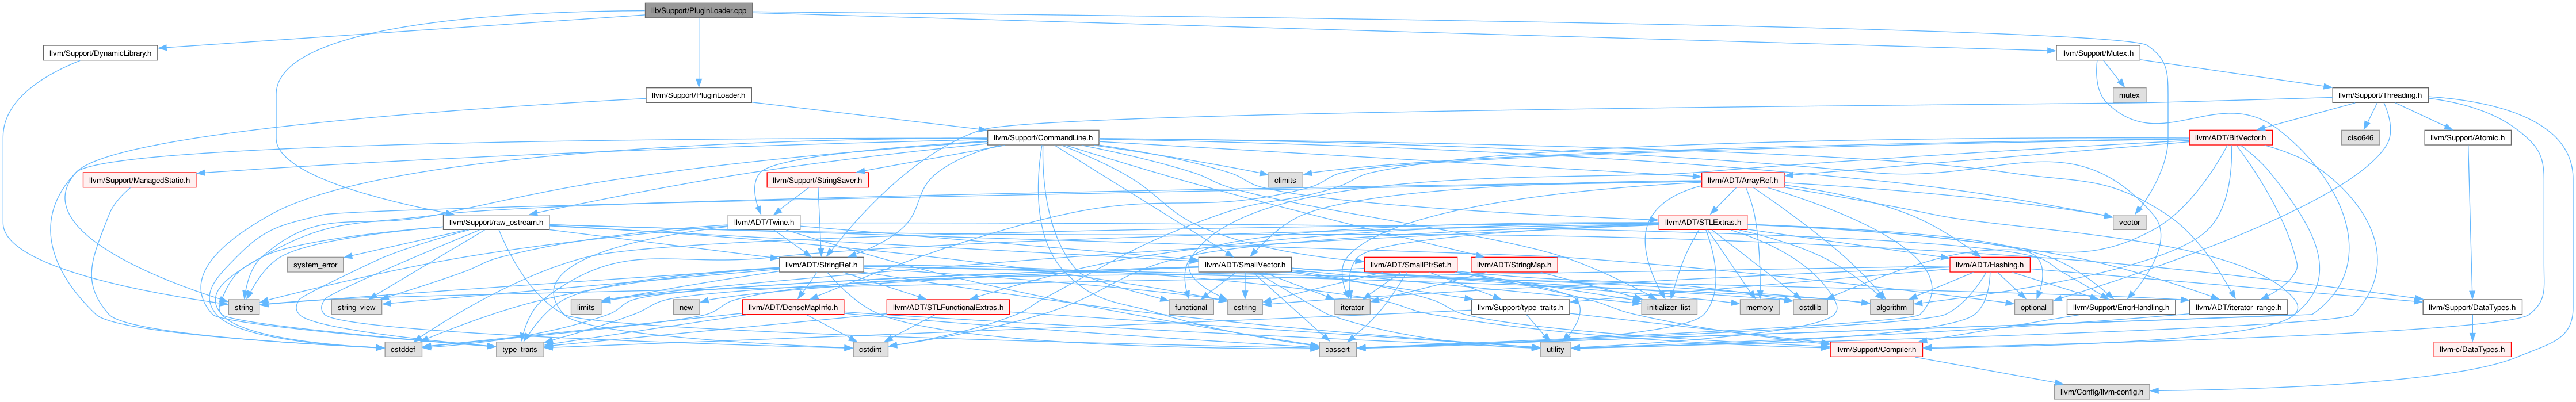 lib/Support/PluginLoader.cpp
llvm/Support/DynamicLibrary.h
llvm/Support/Mutex.h
llvm/Support/PluginLoader.h
mutex
llvm/Support/Threading.h
llvm/Support/CommandLine.h
ciso646
llvm/ADT/BitVector.h
llvm/Support/Atomic.h
llvm/Support/ManagedStatic.h
llvm/Support/StringSaver.h
climits
llvm/ADT/ArrayRef.h
llvm/Support/raw_ostream.h
llvm/ADT/Twine.h
llvm/ADT/STLExtras.h
vector
system_error
llvm/ADT/StringRef.h
llvm/ADT/SmallVector.h
llvm/ADT/SmallPtrSet.h
llvm/ADT/StringMap.h
llvm/ADT/Hashing.h
string
string_view
limits
new
llvm/ADT/DenseMapInfo.h
llvm/ADT/STLFunctionalExtras.h
functional
cstring
iterator
llvm/Support/type_traits.h
initializer_list
memory
cstdlib
algorithm
optional
llvm/Support/ErrorHandling.h
llvm/ADT/iterator_range.h
llvm/Support/DataTypes.h
cstddef
type_traits
cstdint
cassert
utility
llvm/Support/Compiler.h
llvm-c/DataTypes.h
llvm/Config/llvm-config.h